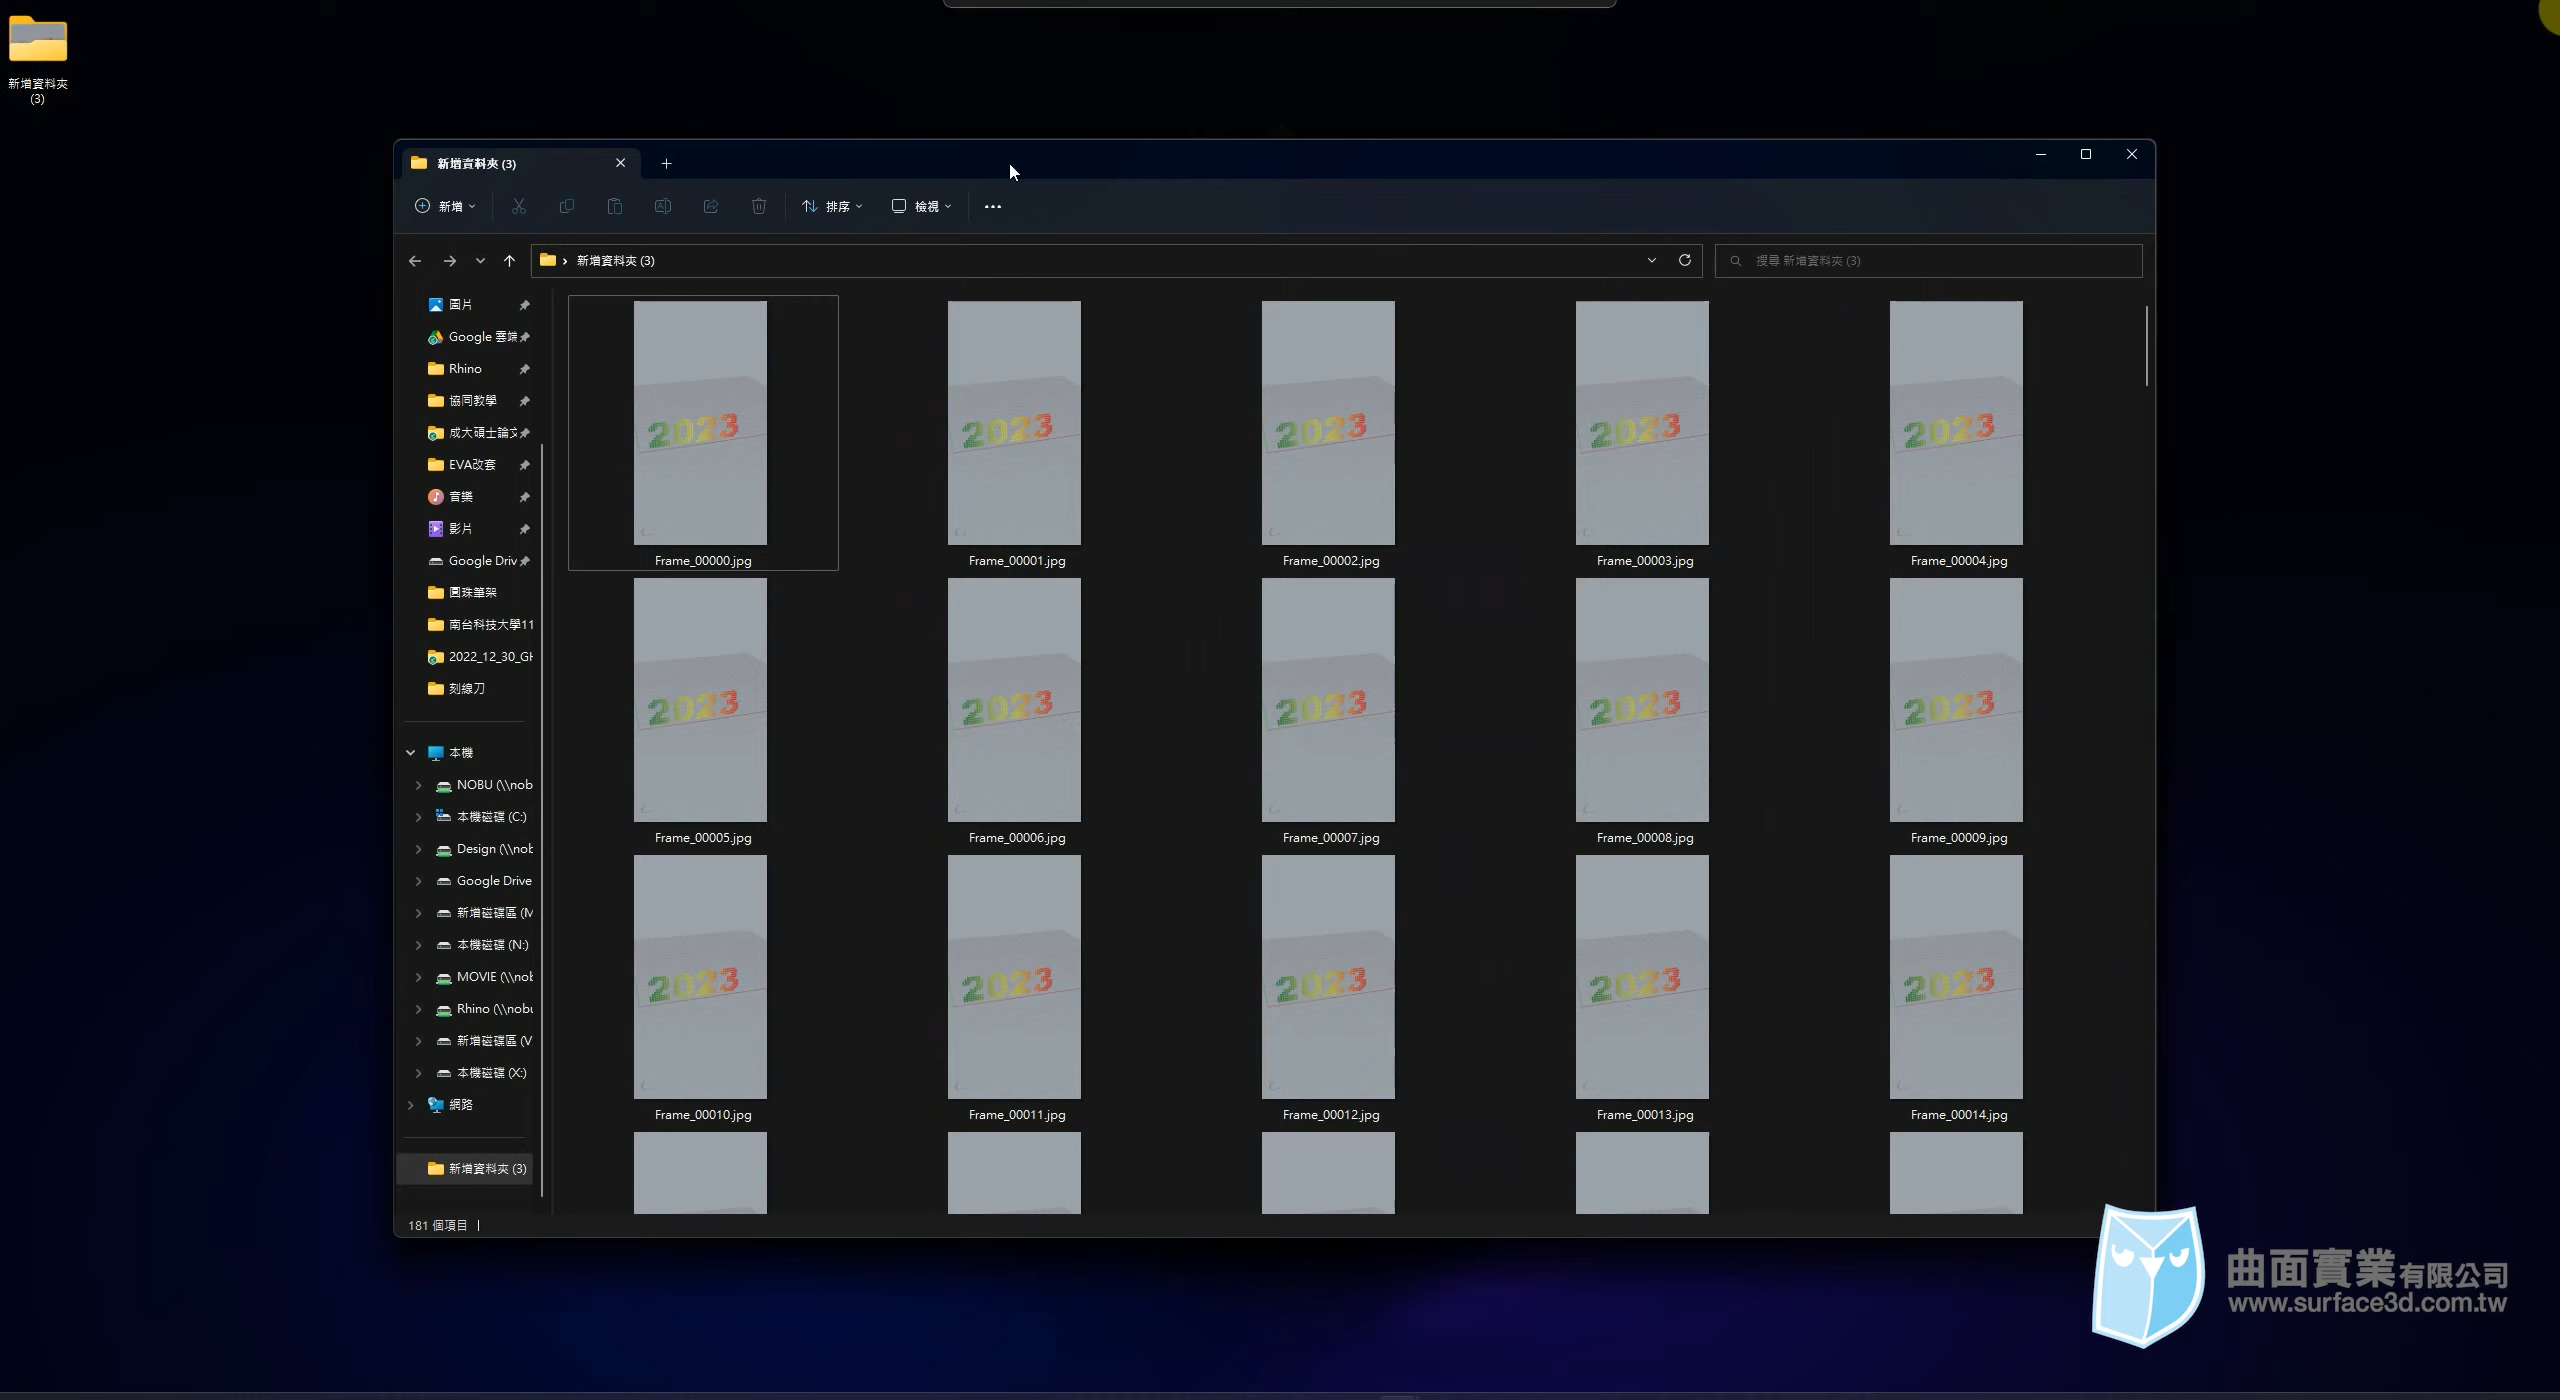 新增資料夾
(3)
新增資料夾 (3)
新增
排序
檢視
新增資料夾 (3)
搜尋 新增資料夾 (3)
圖片
Google 雲端
Rhino
協同教學
成大碩士論文
EVA改套
音樂
影片
Google Driv
圓珠筆架
南台科技大學11
2022_12_30_GH
刻線刀
本機
NOBU (\\nob
本機磁碟 (C:)
Design (\\nob
Google Drive
新增磁碟區 (M
本機磁碟 (N:)
MOVIE (\\nob
Rhino (\\nobu
新增磁碟區 (V
本機磁碟 (X:)
網路
新增資料夾 (3)
2023 2023 2023 2023 2023
Frame_00000.jpg Frame_00001.jpg Frame_00002.jpg Frame_00003.jpg Frame_00004.jpg
2023 2023 2023 2023 2023
Frame_00005.jpg Frame_00006.jpg Frame_00007.jpg Frame_00008.jpg Frame_00009.jpg
2023 2023 2023 2023 2023
Frame_00010.jpg Frame_00011.jpg Frame_00012.jpg Frame_00013.jpg Frame_00014.jpg
181 個項目
曲面實業有限公司
www.surface3d.com.tw